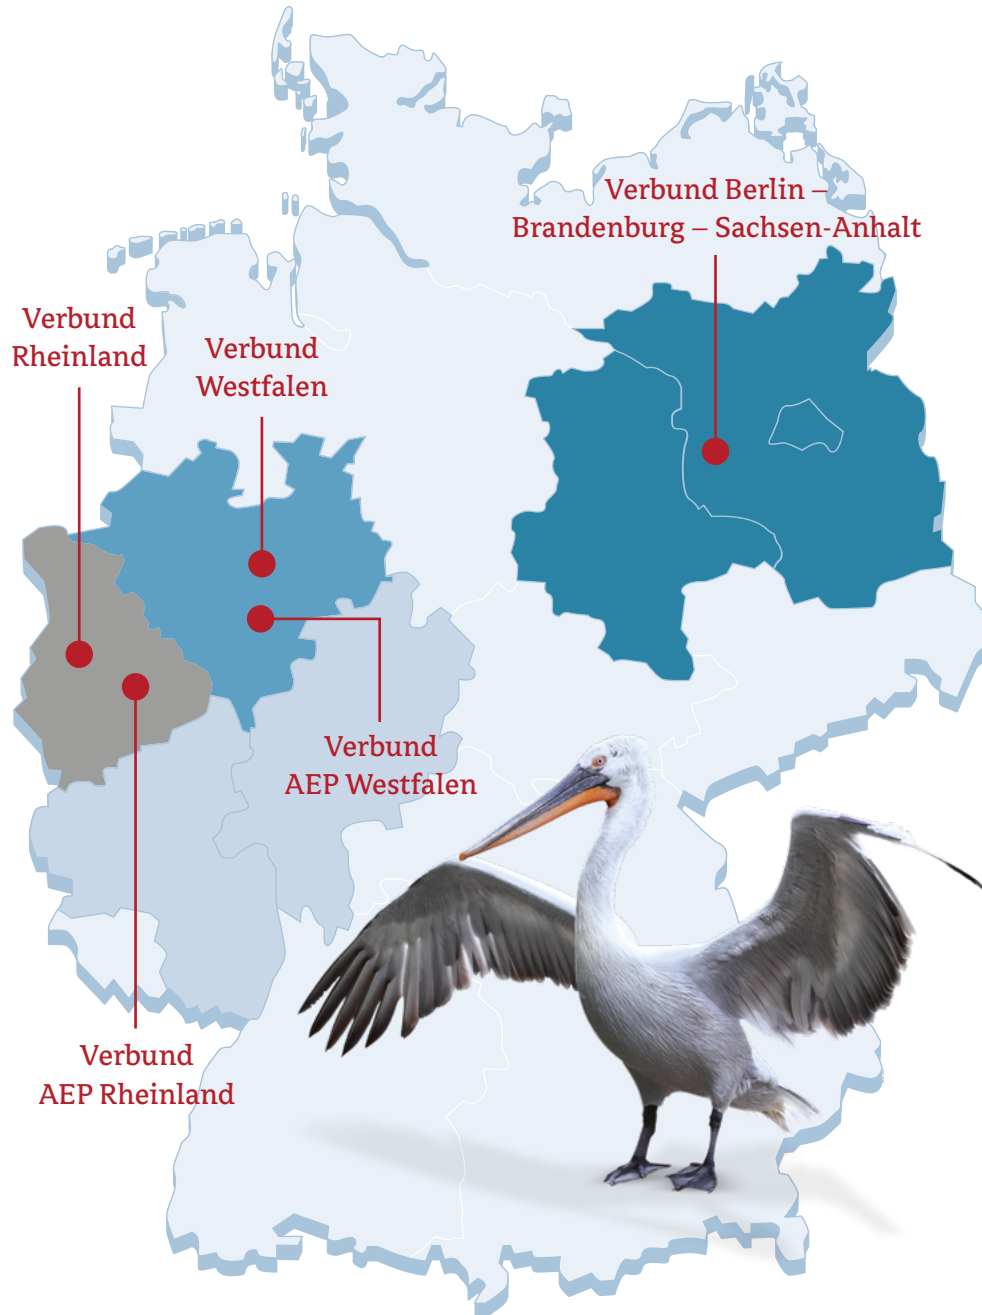 Verbund Berlin –
Brandenburg – Sachsen-Anhalt
Verbund
Rheinland
Verbund
Westfalen
Verbund
AEP Westfalen
Verbund
AEP Rheinland